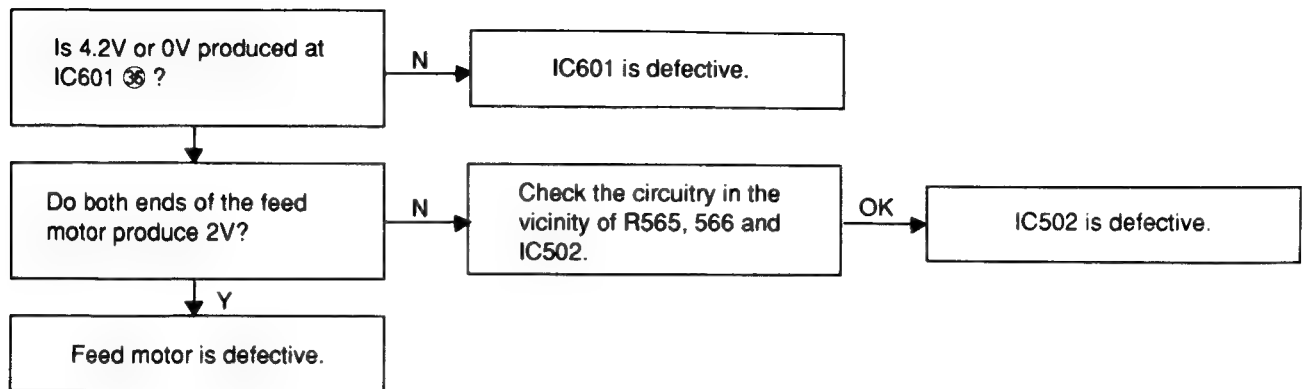 Is 4.2V or 0V produced at
IC601 ㊱ ?
N
IC601 is defective.
Do both ends of the feed
motor produce 2V?
N
Check the circuitry in the
vicinity of R565, 566 and
IC502.
OK
IC502 is defective.
Y
Feed motor is defective.